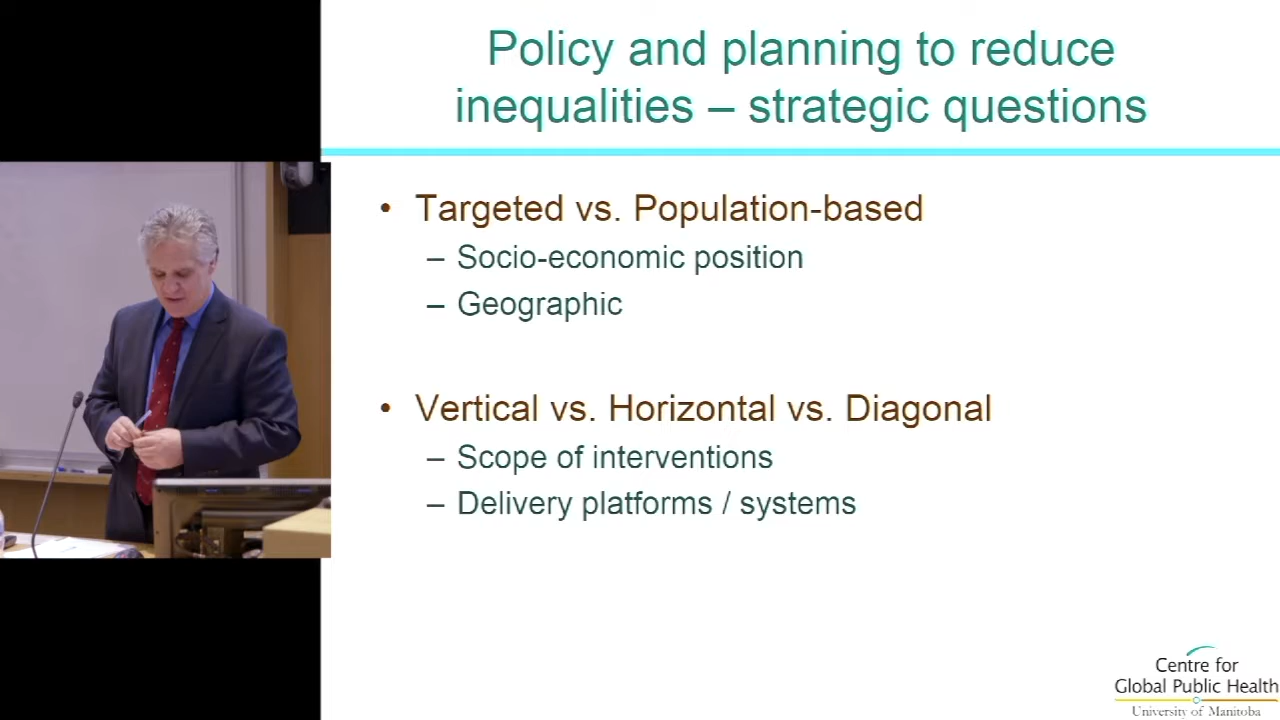 Policy and planning to reduce
inequalities – strategic questions
• Targeted vs. Population-based
– Socio-economic position
– Geographic
• Vertical vs. Horizontal vs. Diagonal
– Scope of interventions
– Delivery platforms / systems
Centre for
Global Public Health
University of Manitoba